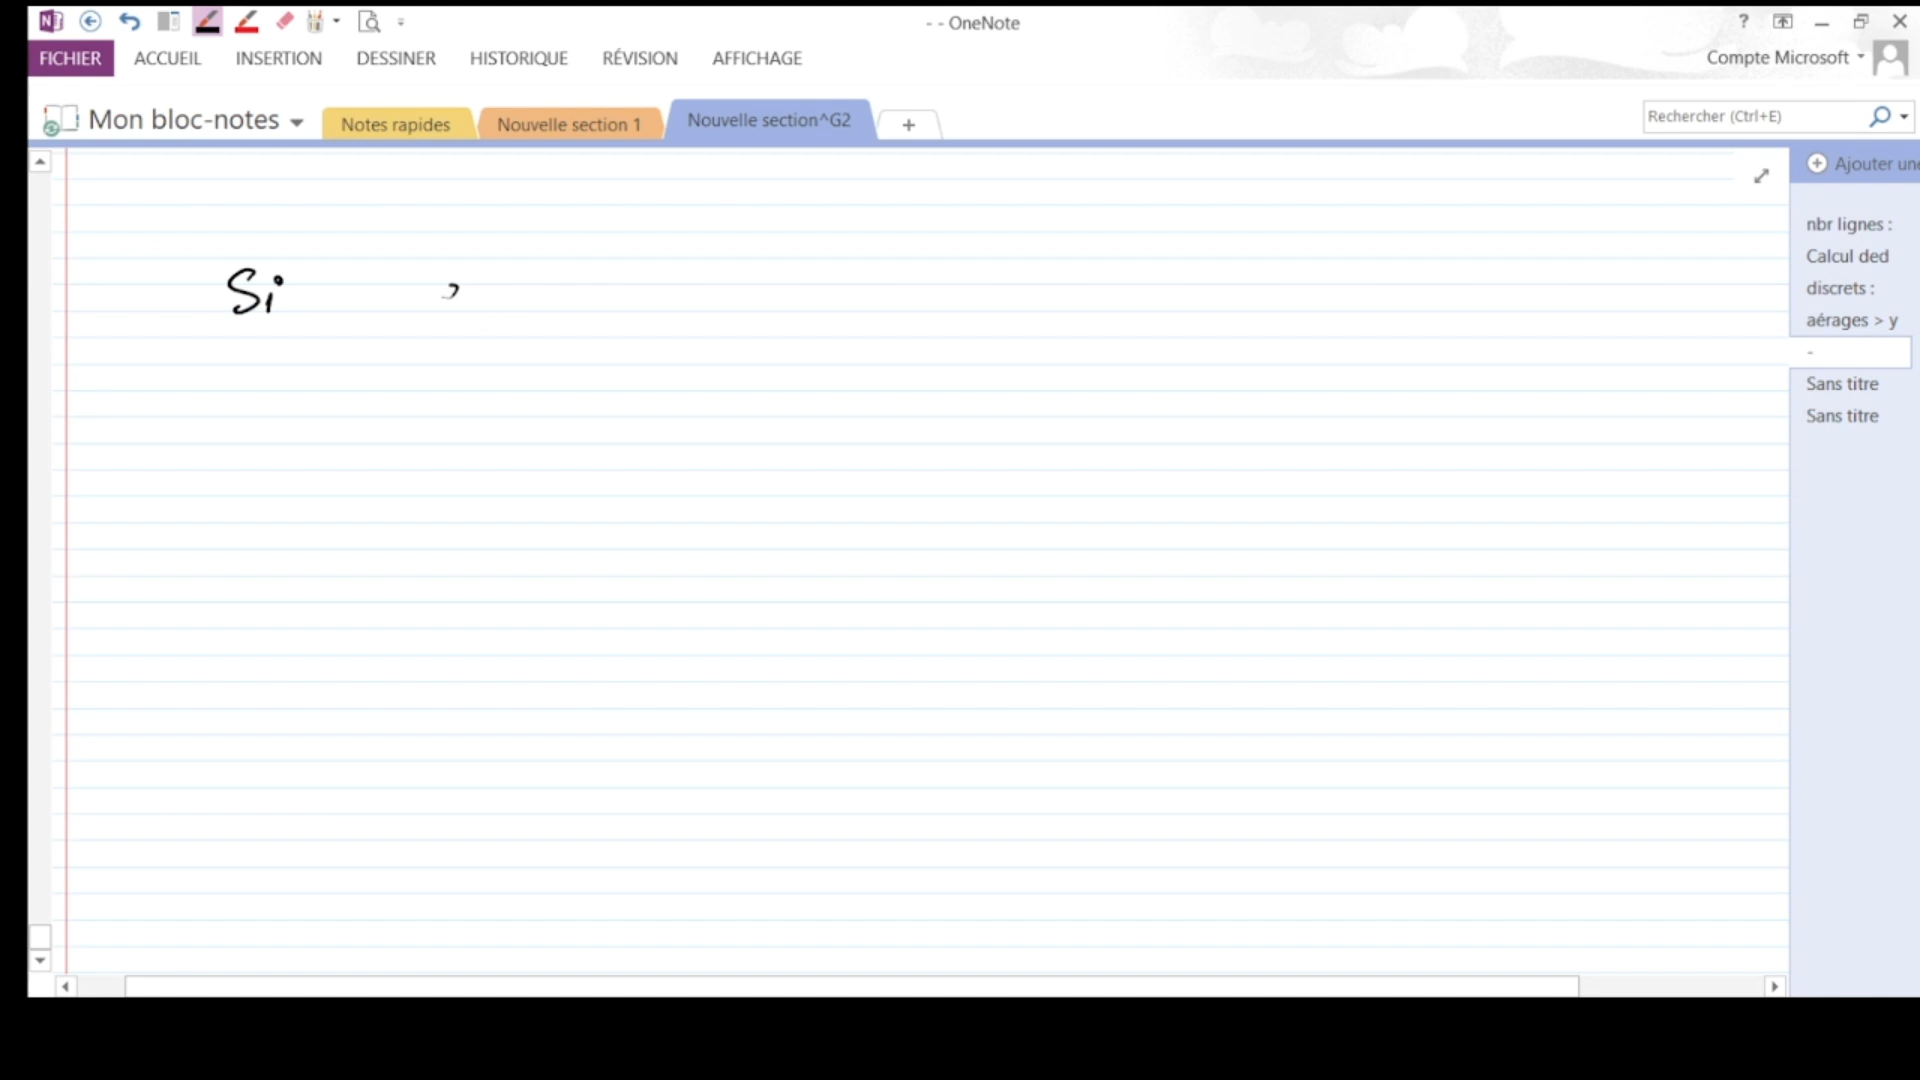 - - OneNote
?
FICHIER ACCUEIL INSERTION DESSINER HISTORIQUE RÉVISION AFFICHAGE
Compte Microsoft
Mon bloc-notes
Notes rapides
Nouvelle section 1
Nouvelle section^G2
+
Rechercher (Ctrl+E)
Ajouter une
nbr lignes :
Calcul ded
discrets :
aérages > y
-
Sans titre
Sans titre
Si